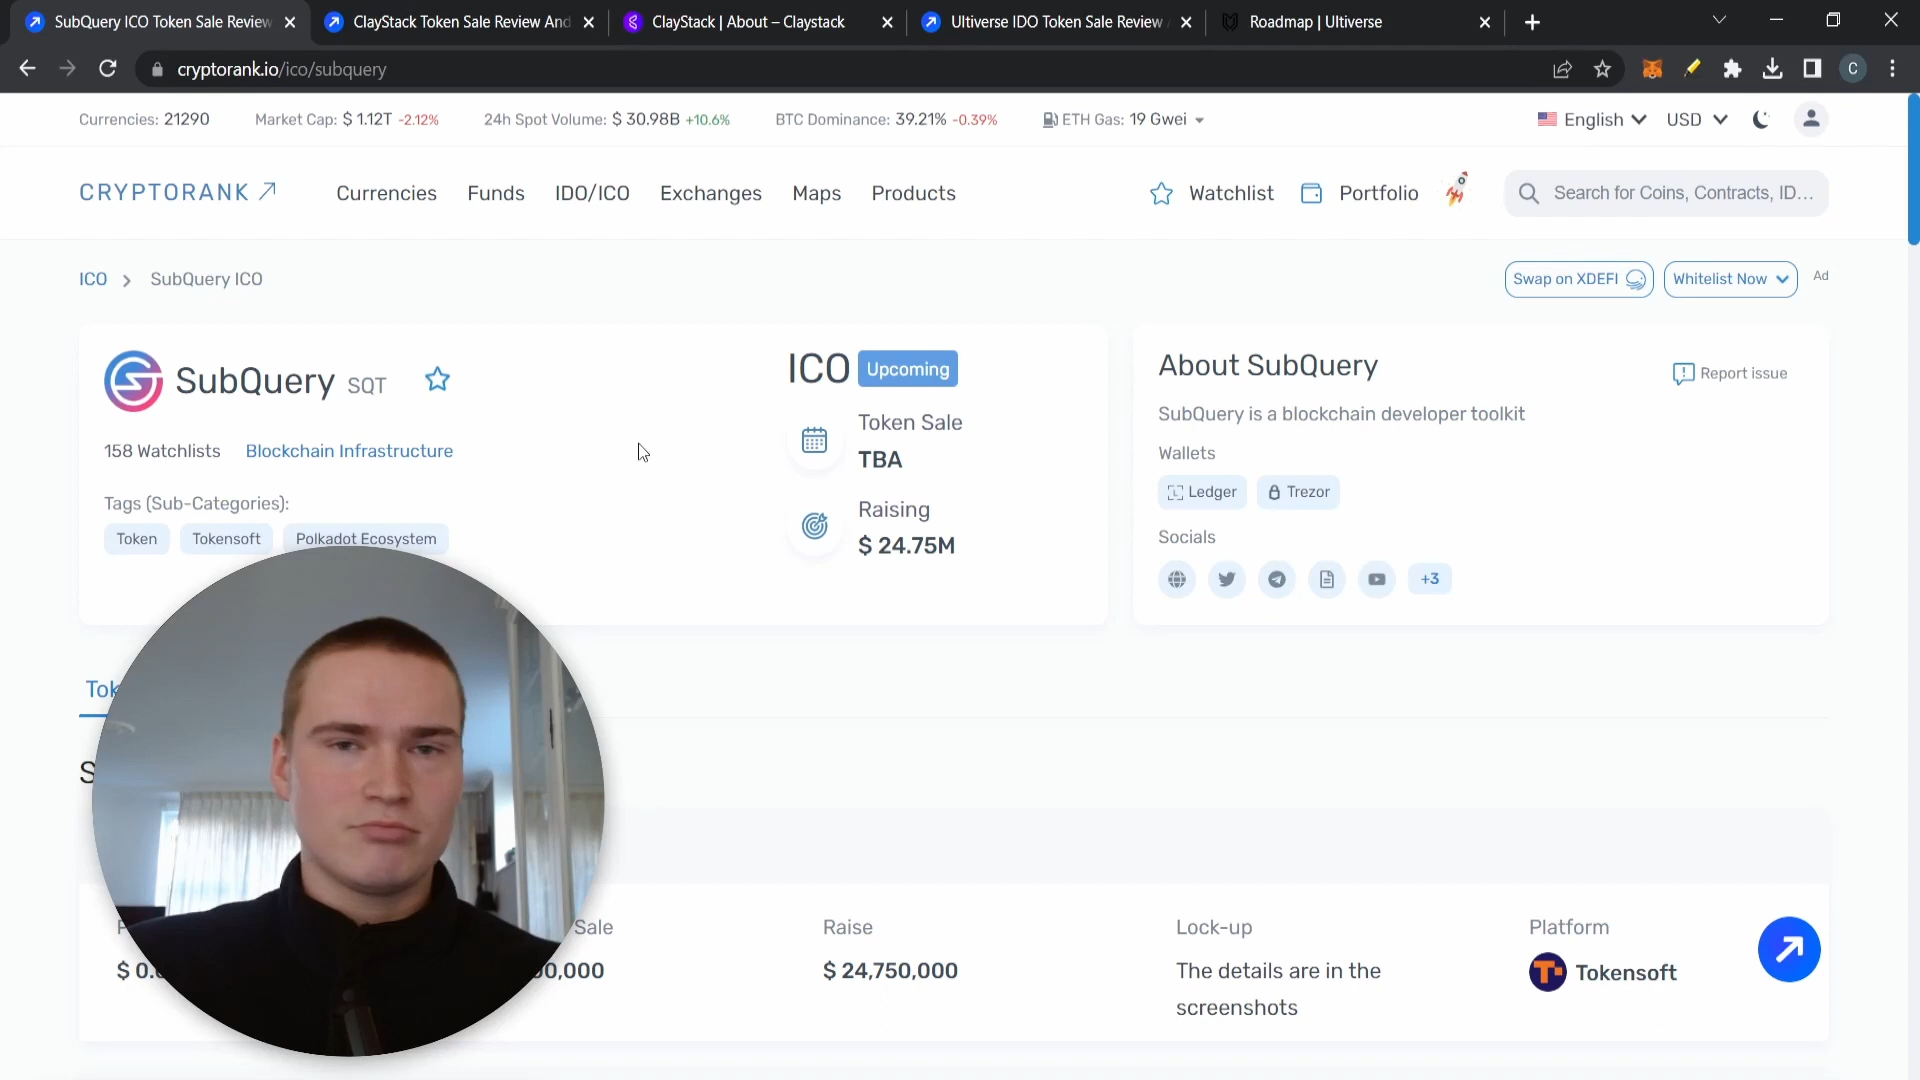 SubQuery ICO Token Sale Review
ClayStack Token Sale Review And
ClayStack | About – Claystack
Ultiverse IDO Token Sale Review
Roadmap | Ultiverse
cryptorank.io/ico/subquery
C
Currencies: 21290
Market Cap: $ 1.12T -2.12%
24h Spot Volume: $ 30.98B +10.6%
BTC Dominance: 39.21% -0.39%
ETH Gas: 19 Gwei
English
USD
CRYPTORANK
Currencies
Funds
IDO/ICO
Exchanges
Maps
Products
Watchlist
Portfolio
Search for Coins, Contracts, ID...
ICO
SubQuery ICO
Swap on XDEFI
Whitelist Now
Ad
SubQuery SQT
158 Watchlists
Blockchain Infrastructure
Tags (Sub-Categories):
Token
Tokensoft
Polkadot Ecosystem
ICO
Upcoming
Token Sale
TBA
Raising
$ 24.75M
About SubQuery
Report issue
SubQuery is a blockchain developer toolkit
Wallets
Ledger
Trezor
Socials
+3
Sale
Raise
$ 24,750,000
Lock-up
The details are in the
screenshots
Platform
Tokensoft